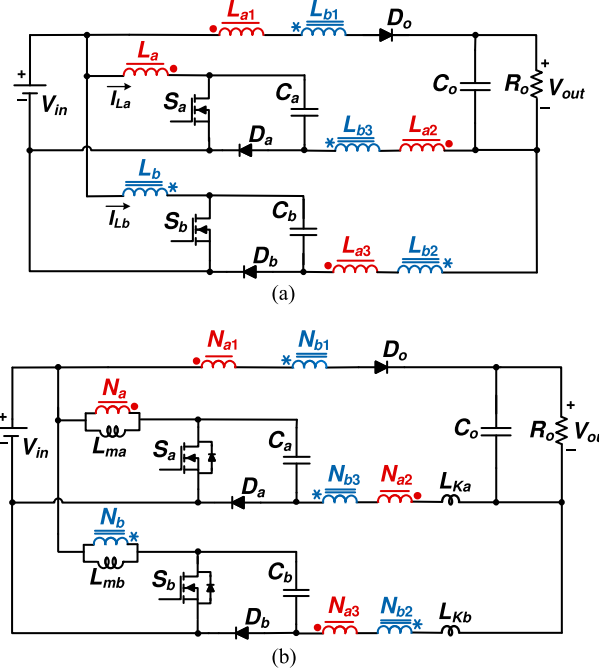 La1 * Lb1 Do
+ La
ILa Sa Ca Co Ro + Vout −
− Vin
Da * Lb3 La2
Lb *
ILb Sb Cb
Db La3 Lb2 *
(a)
Na1 * Nb1 Do
Na
+ − Vin Lma Sa Ca Co Ro + Vou −
Da * Nb3 Na2 LKa
Nb *
Lmb Sb Cb
Db Na3 Nb2 * LKb
(b)